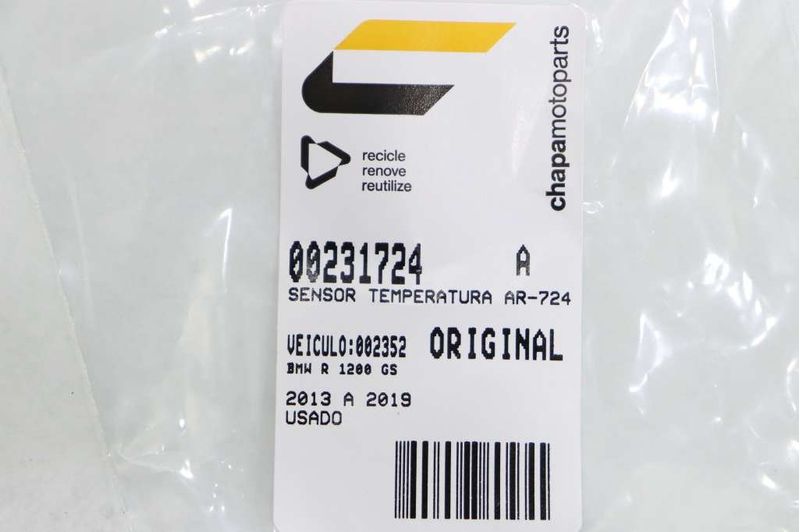 chapamotoparts
recicle
renove
reutilize
00231724 A
SENSOR TEMPERATURA AR-724
VEICULO:002352 ORIGINAL
BMW R 1200 GS
2013 A 2019
USADO